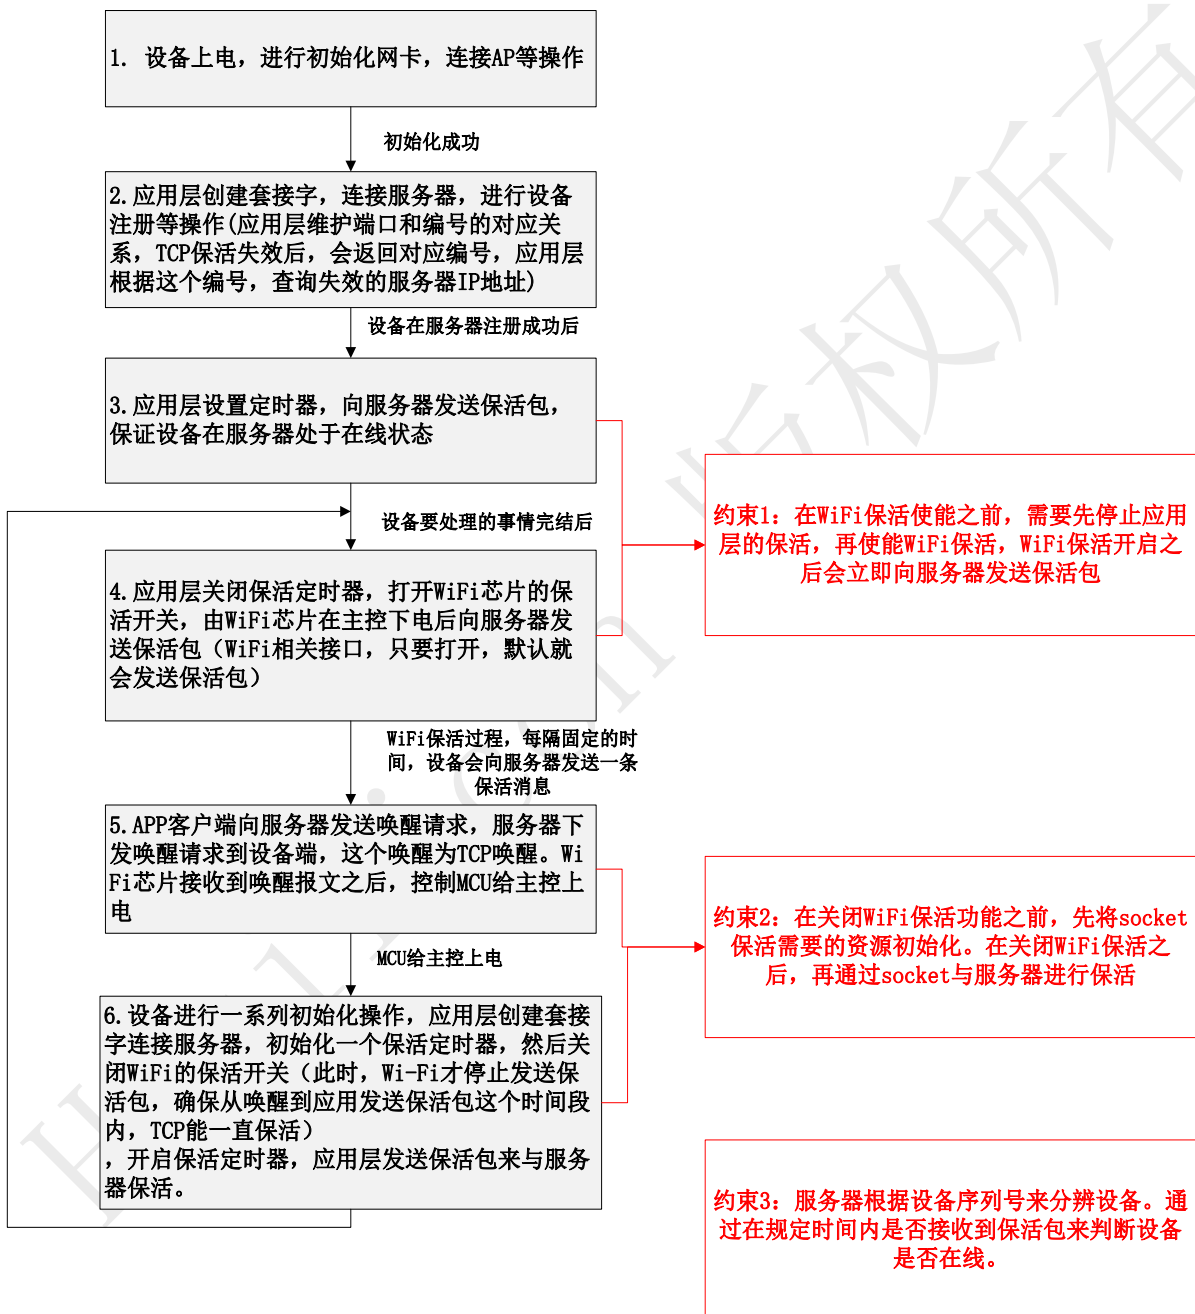 1. 设备上电，进行初始化网卡，连接AP等操作
初始化成功
2.应用层创建套接字，连接服务器，进行设备
注册等操作(应用层维护端口和编号的对应关
系，TCP保活失效后，会返回对应编号，应用层
根据这个编号，查询失效的服务器IP地址)
设备在服务器注册成功后
3.应用层设置定时器，向服务器发送保活包，
保证设备在服务器处于在线状态
设备要处理的事情完结后
约束1：在WiFi保活使能之前，需要先停止应用
层的保活，再使能WiFi保活，WiFi保活开启之
后会立即向服务器发送保活包
4.应用层关闭保活定时器，打开WiFi芯片的保
活开关，由WiFi芯片在主控下电后向服务器发
送保活包（WiFi相关接口，只要打开，默认就
会发送保活包）
WiFi保活过程，每隔固定的时
间，设备会向服务器发送一条
保活消息
5.APP客户端向服务器发送唤醒请求，服务器下
发唤醒请求到设备端，这个唤醒为TCP唤醒。Wi
Fi芯片接收到唤醒报文之后，控制MCU给主控上
电
约束2：在关闭WiFi保活功能之前，先将socket
保活需要的资源初始化。在关闭WiFi保活之
后，再通过socket与服务器进行保活
MCU给主控上电
6.设备进行一系列初始化操作，应用层创建套接
字连接服务器，初始化一个保活定时器，然后关
闭WiFi的保活开关（此时，Wi-Fi才停止发送保
活包，确保从唤醒到应用发送保活包这个时间段
内，TCP能一直保活）
，开启保活定时器，应用层发送保活包来与服务
器保活。
约束3：服务器根据设备序列号来分辨设备。通
过在规定时间内是否接收到保活包来判断设备
是否在线。
版权所有